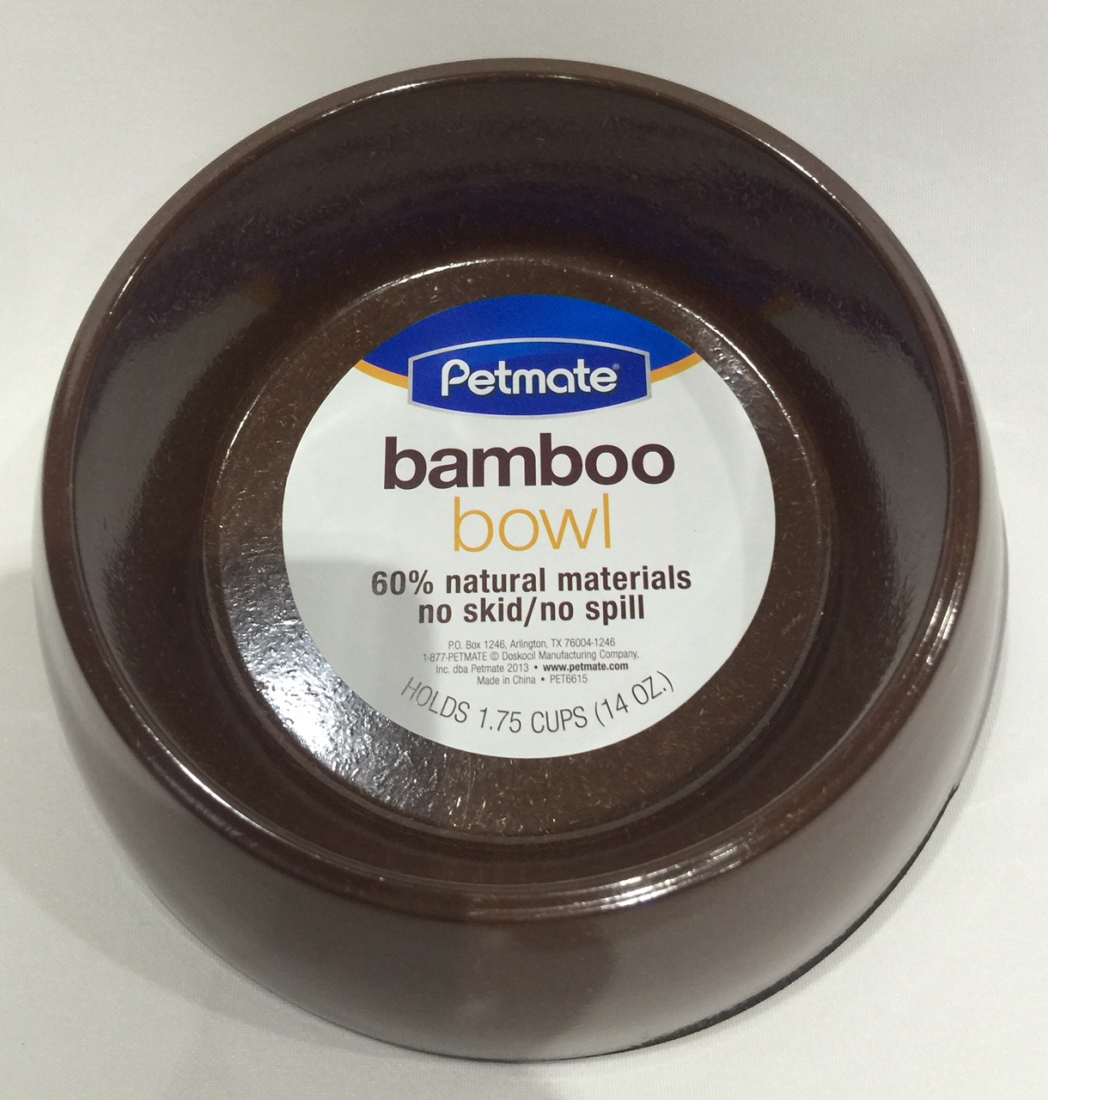 Petmate®
bamboo
bowl
60% natural materials
no skid/no spill
P.O. Box 1246, Arlington, TX 76004-1246
1-877-PETMATE © Doskocil Manufacturing Company,
Inc. dba Petmate 2013 • www.petmate.com
Made in China • PET6615
HOLDS 1.75 CUPS (14 OZ.)